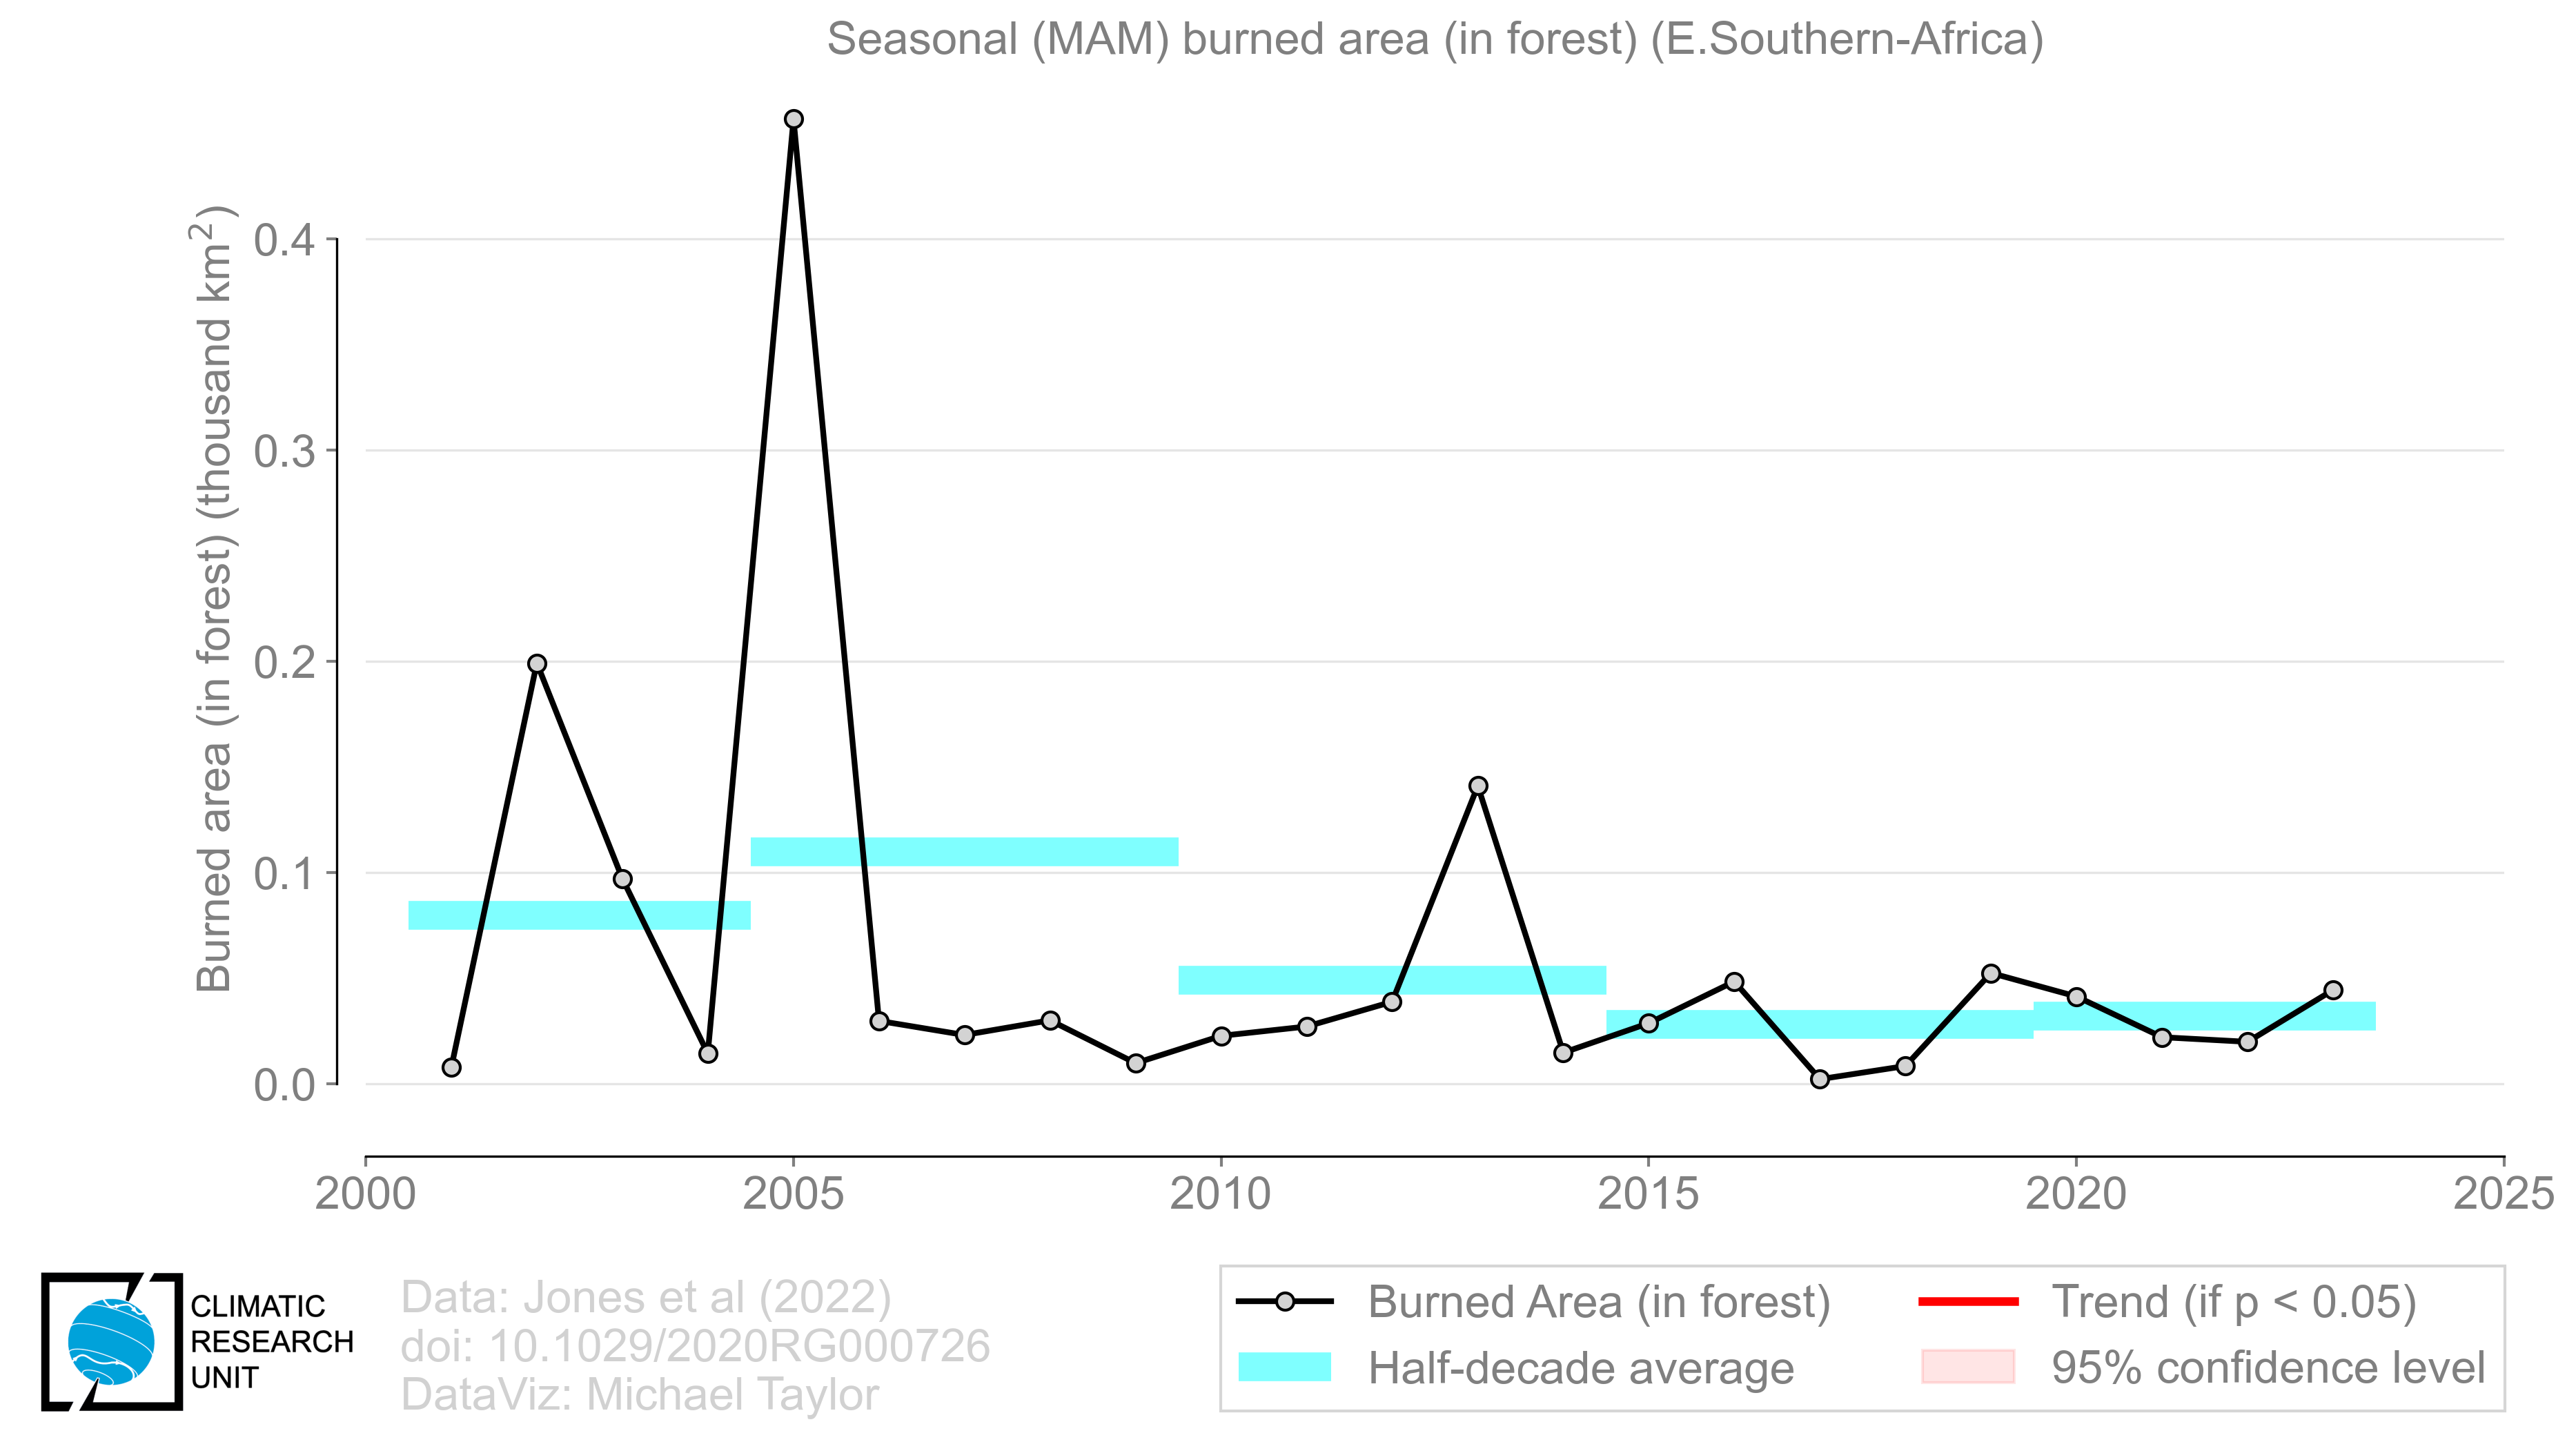 Seasonal (MAM) burned area (in forest) (E.Southern-Africa)
Burned area (in forest) (thousand km²)
0.4
0.3
0.2
0.1
0.0
2000
2005
2010
2015
2020
2025
CLIMATIC
RESEARCH
UNIT
Data: Jones et al (2022)
doi: 10.1029/2020RG000726
DataViz: Michael Taylor
Burned Area (in forest)
Half-decade average
Trend (if p < 0.05)
95% confidence level